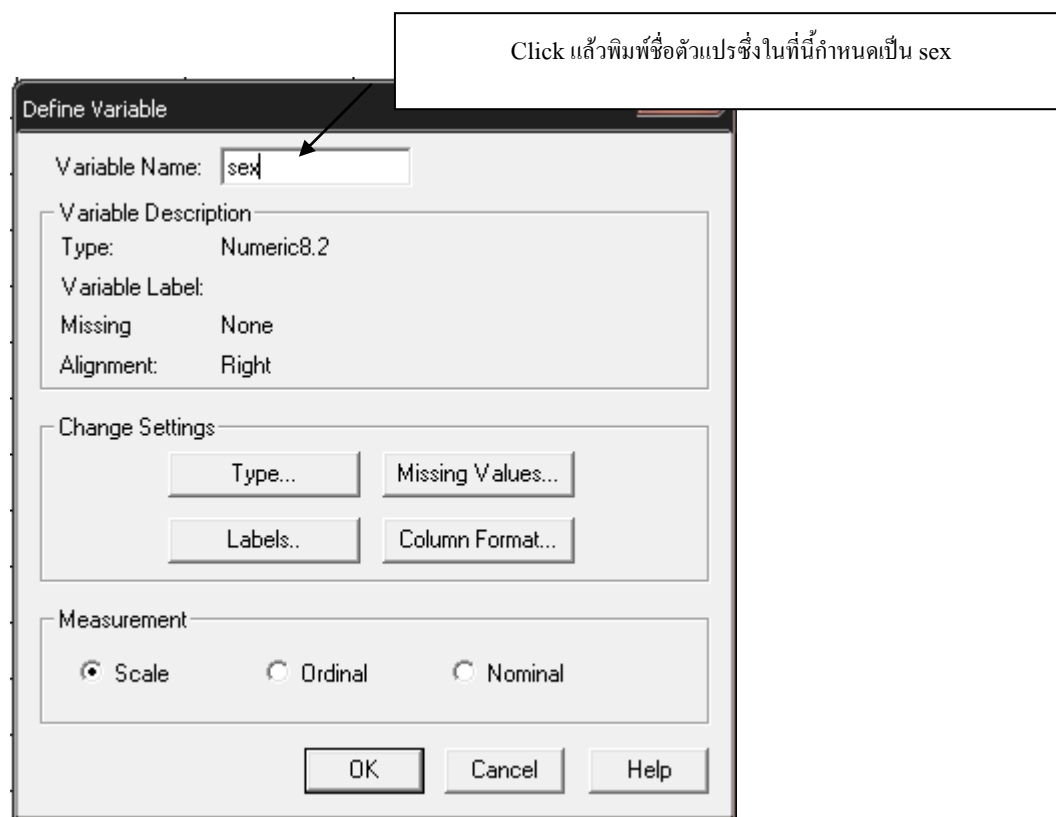 Click แล้วพิมพ์ชื่อตัวแปรซึ่งในที่นี้กำหนดเป็น sex
Define Variable
Variable Name: sex
Variable Description
Type: Numeric8.2
Variable Label:
Missing None
Alignment: Right
Change Settings
Type... Missing Values...
Labels.. Column Format...
Measurement
Scale Ordinal Nominal
OK Cancel Help